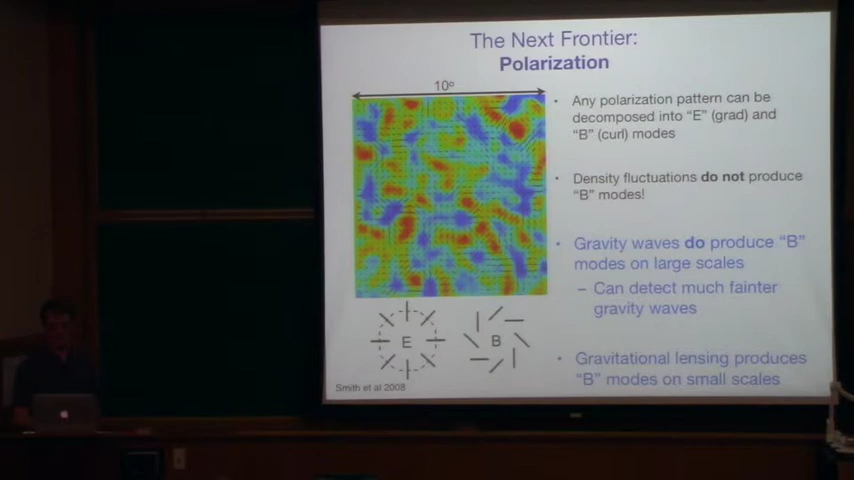 The Next Frontier:
Polarization
10º
• Any polarization pattern can be
decomposed into “E” (grad) and
“B” (curl) modes
• Density fluctuations do not produce
“B” modes!
• Gravity waves do produce “B”
modes on large scales
– Can detect much fainter
gravity waves
• Gravitational lensing produces
“B” modes on small scales
E
B
Smith et al 2008